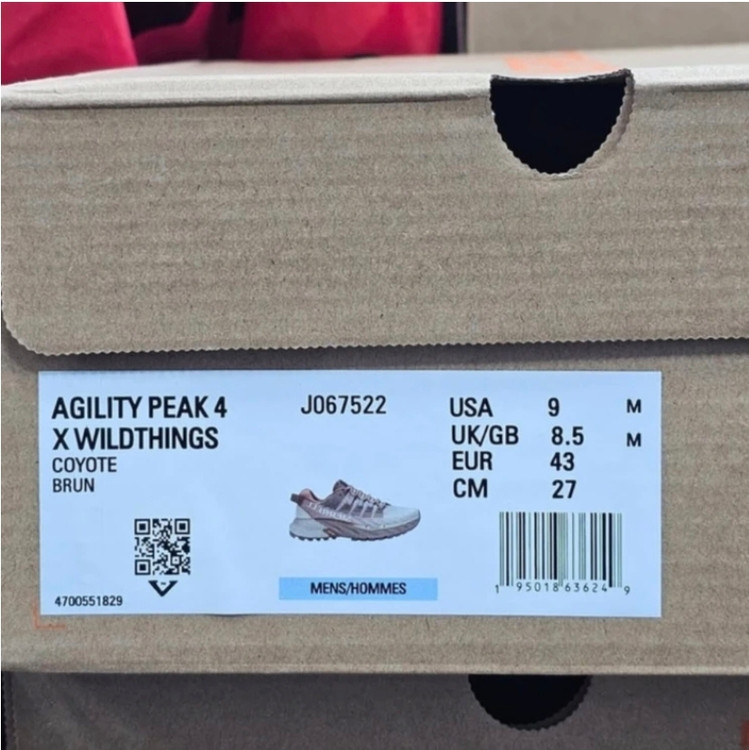 AGILITY PEAK 4
X WILDTHINGS
COYOTE
BRUN
4700551829
J067522
MENS/HOMMES
USA 9 M
UK/GB 8.5 M
EUR 43
CM 27
1 95018 63624 9